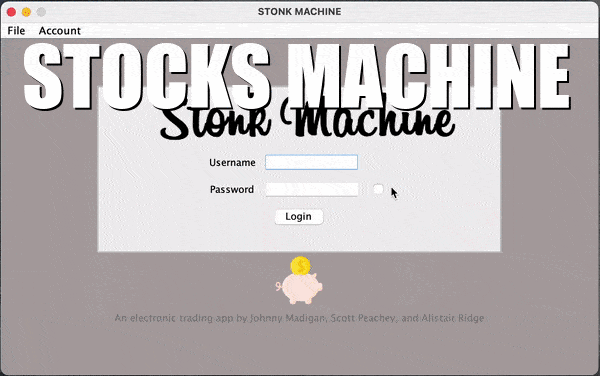 STONK MACHINE
File Account
STOCKS MACHINE
Stonk Machine
Username
Password
Login
An electronic trading app by Johnny Madigan, Scott Peachey, and Alistair Ridge